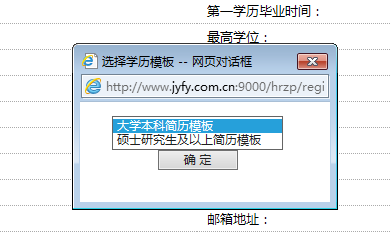 第一学历毕业时间：
最高学位：
选择学历模板 -- 网页对话框
http://www.jyfy.com.cn:9000/hrzp/regi
大学本科简历模板
硕士研究生及以上简历模板
确 定
邮箱地址：